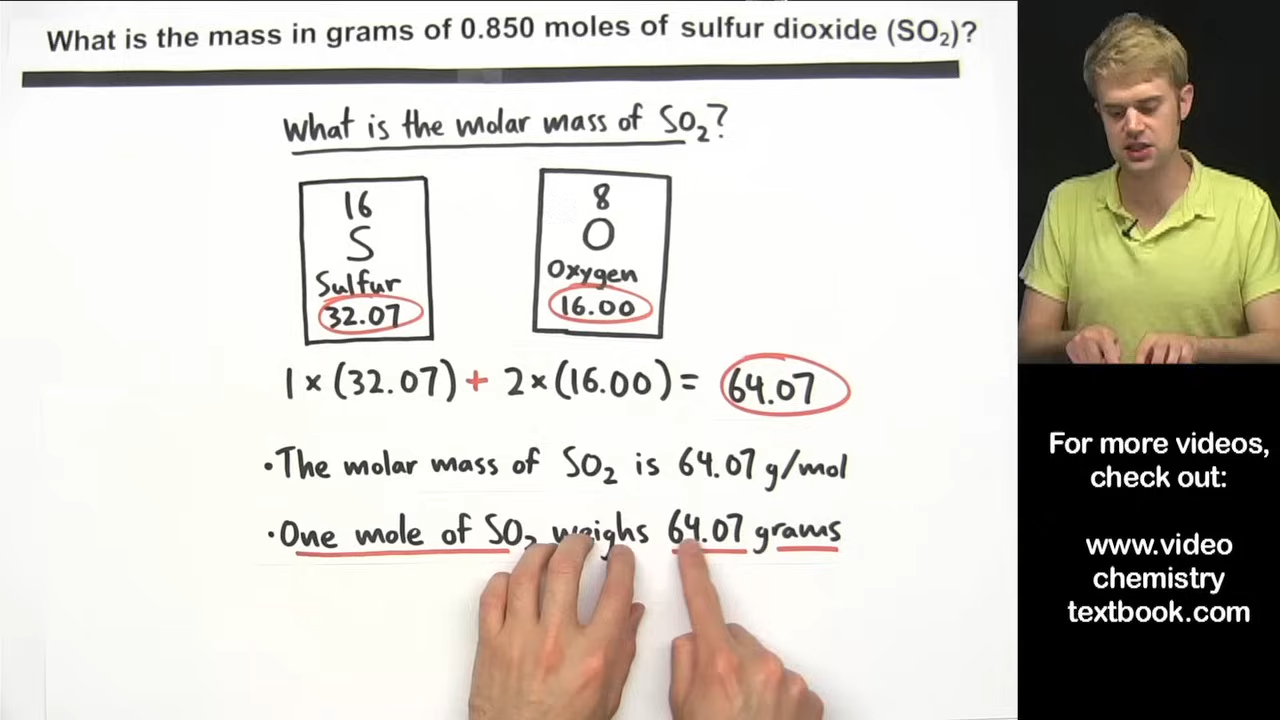 What is the mass in grams of 0.850 moles of sulfur dioxide (SO₂)?
What is the molar mass of SO₂?
16
S
Sulfur
32.07
8
O
Oxygen
16.00
1 × (32.07) + 2 × (16.00) = 64.07
• The molar mass of SO₂ is 64.07 g/mol
• One mole of SO₂ weighs 64.07 grams
For more videos,
check out:
www.video
chemistry
textbook.com